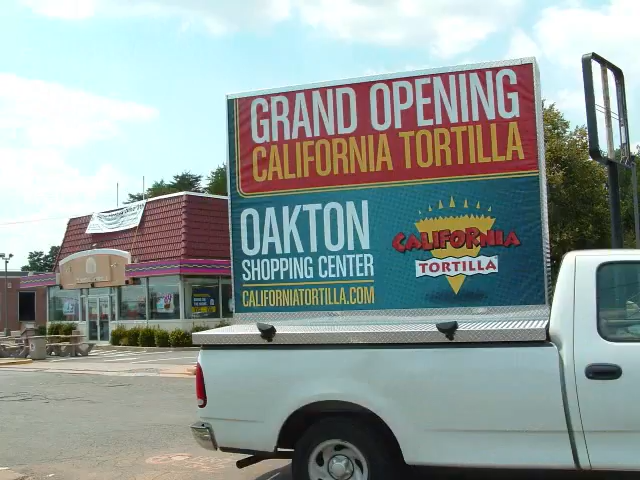 GRAND OPENING
CALIFORNIA TORTILLA
OAKTON
SHOPPING CENTER
CALIFORNIATORTILLA.COM
CALIFORNIA
TORTILLA